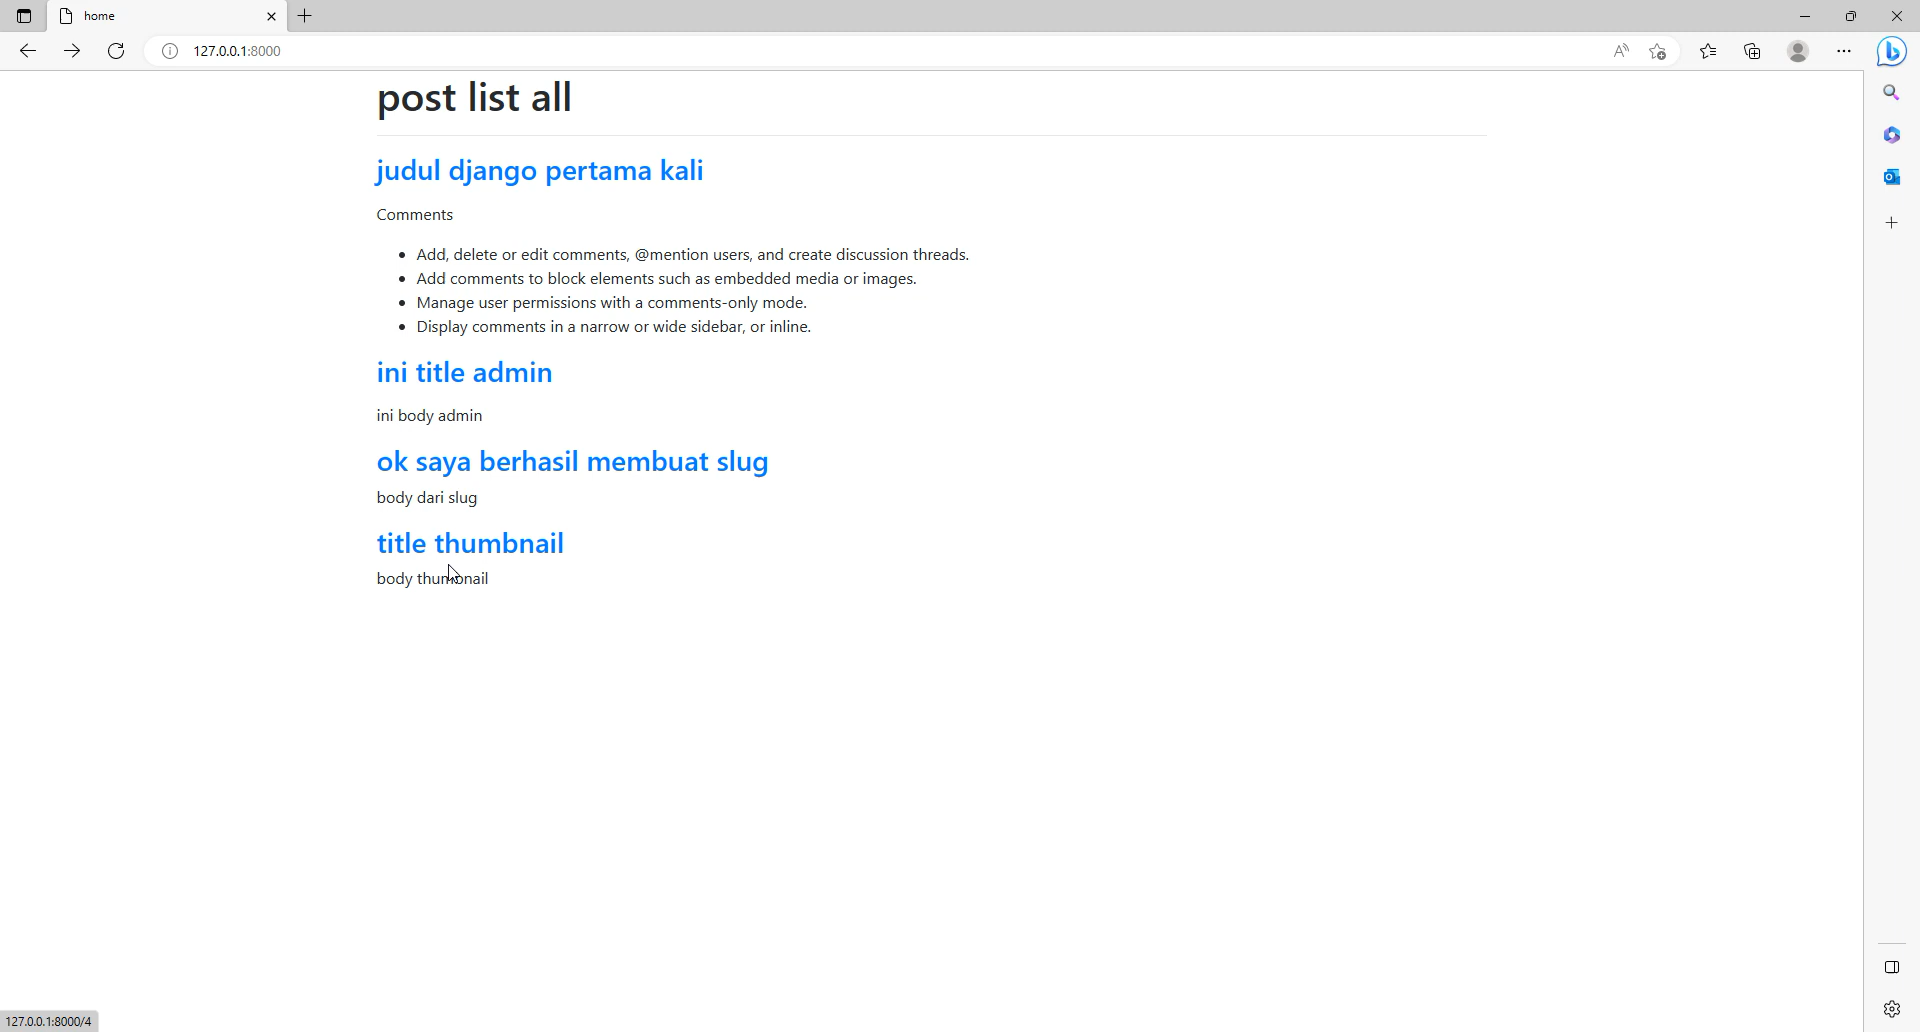 home
127.0.0.1:8000
post list all
judul django pertama kali
Comments
Add, delete or edit comments, @mention users, and create discussion threads.
Add comments to block elements such as embedded media or images.
Manage user permissions with a comments-only mode.
Display comments in a narrow or wide sidebar, or inline.
ini title admin
ini body admin
ok saya berhasil membuat slug
body dari slug
title thumbnail
body thumbnail
127.0.0.1:8000/4